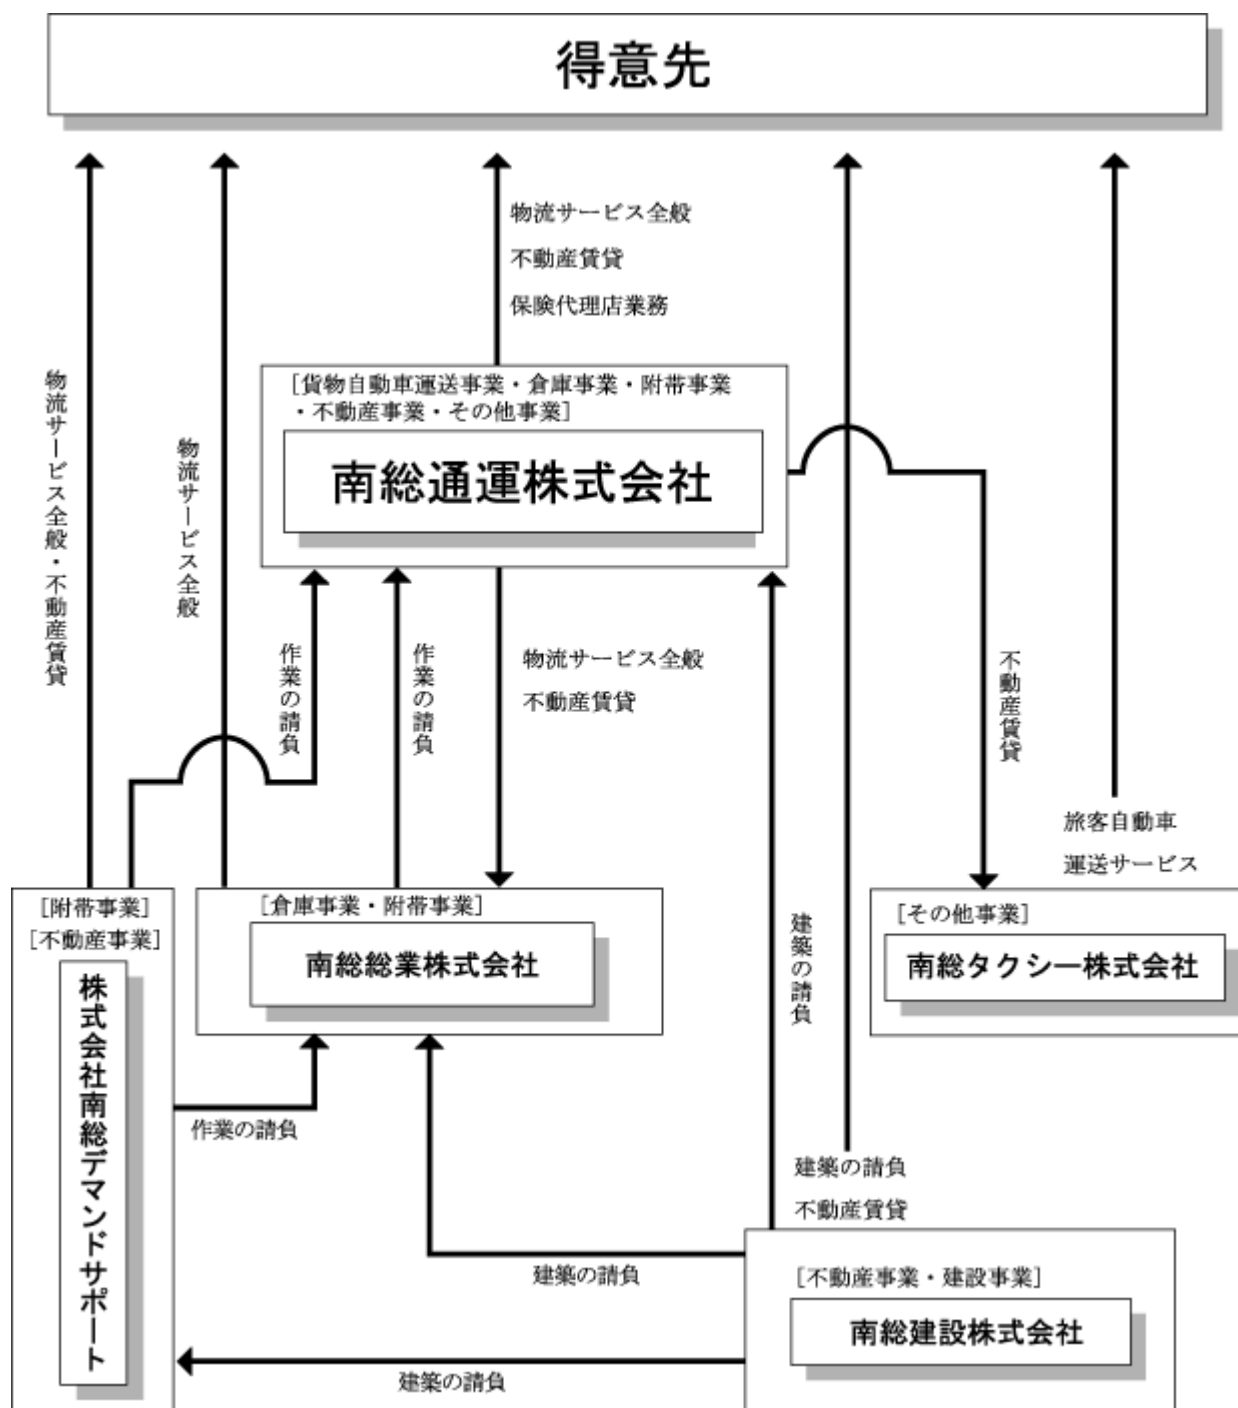 得意先
物流サービス全般
不動産賃貸
保険代理店業務
[貨物自動車運送事業・倉庫事業・附帯事業
・不動産事業・その他事業]
南総通運株式会社
物流サービス全般・不動産賃貸
物流サービス全般
作業の請負
作業の請負
物流サービス全般
不動産賃貸
不動産賃貸
旅客自動車
運送サービス
[附帯事業]
[不動産事業]
株式会社南総デマンドサポート
[倉庫事業・附帯事業]
南総総業株式会社
建築の請負
[その他事業]
南総タクシー株式会社
作業の請負
建築の請負
不動産賃貸
建築の請負
[不動産事業・建設事業]
南総建設株式会社
建築の請負